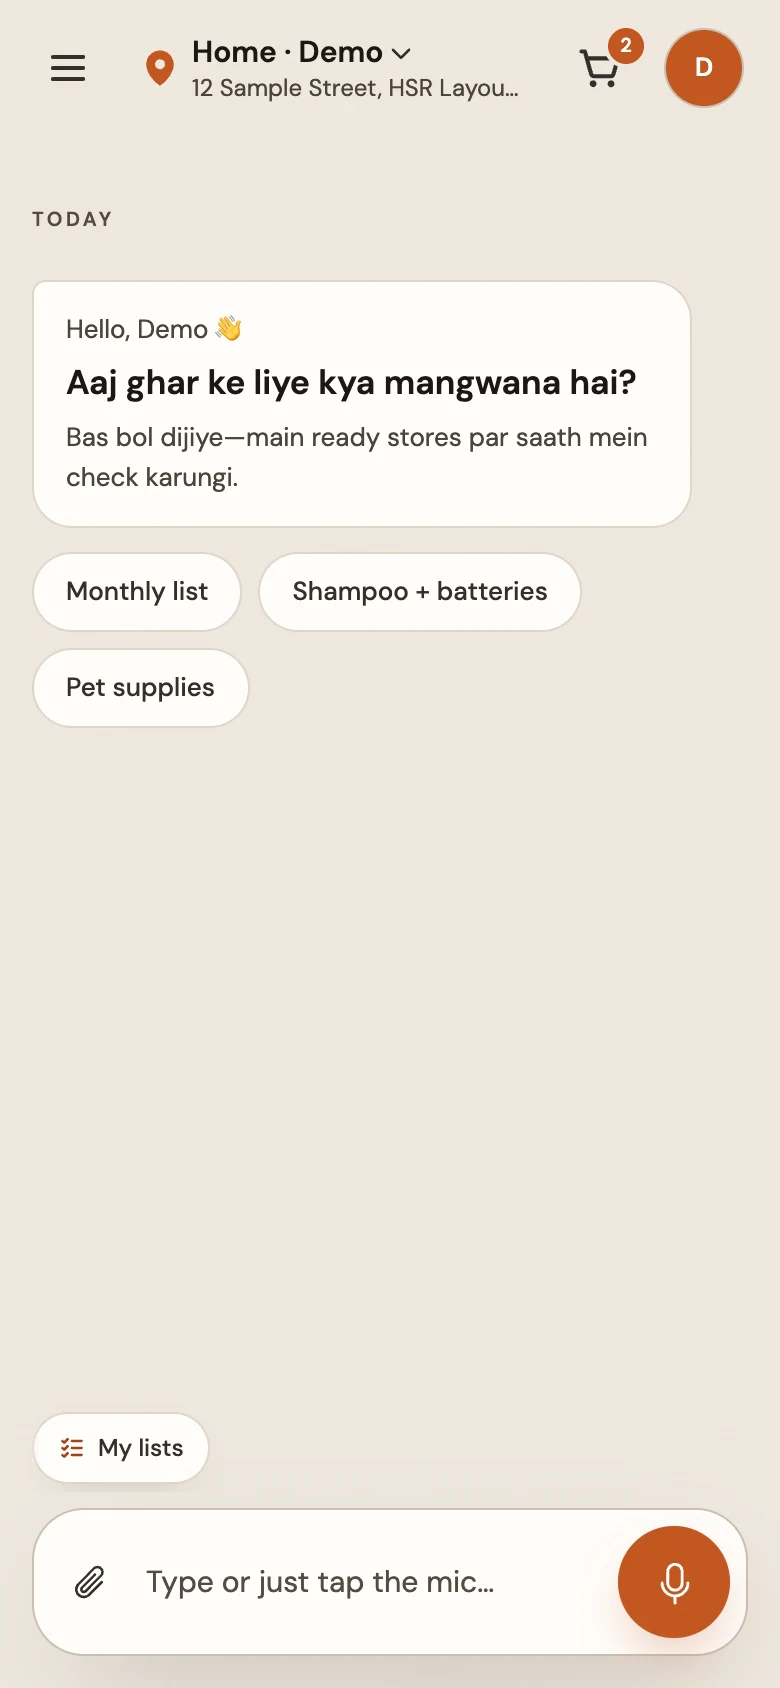 Home · Demo
12 Sample Street, HSR Layou...
2
D
TODAY
Hello, Demo 👋
Aaj ghar ke liye kya mangwana hai?
Bas bol dijiye—main ready stores par saath mein
check karungi.
Monthly list
Shampoo + batteries
Pet supplies
My lists
Type or just tap the mic...